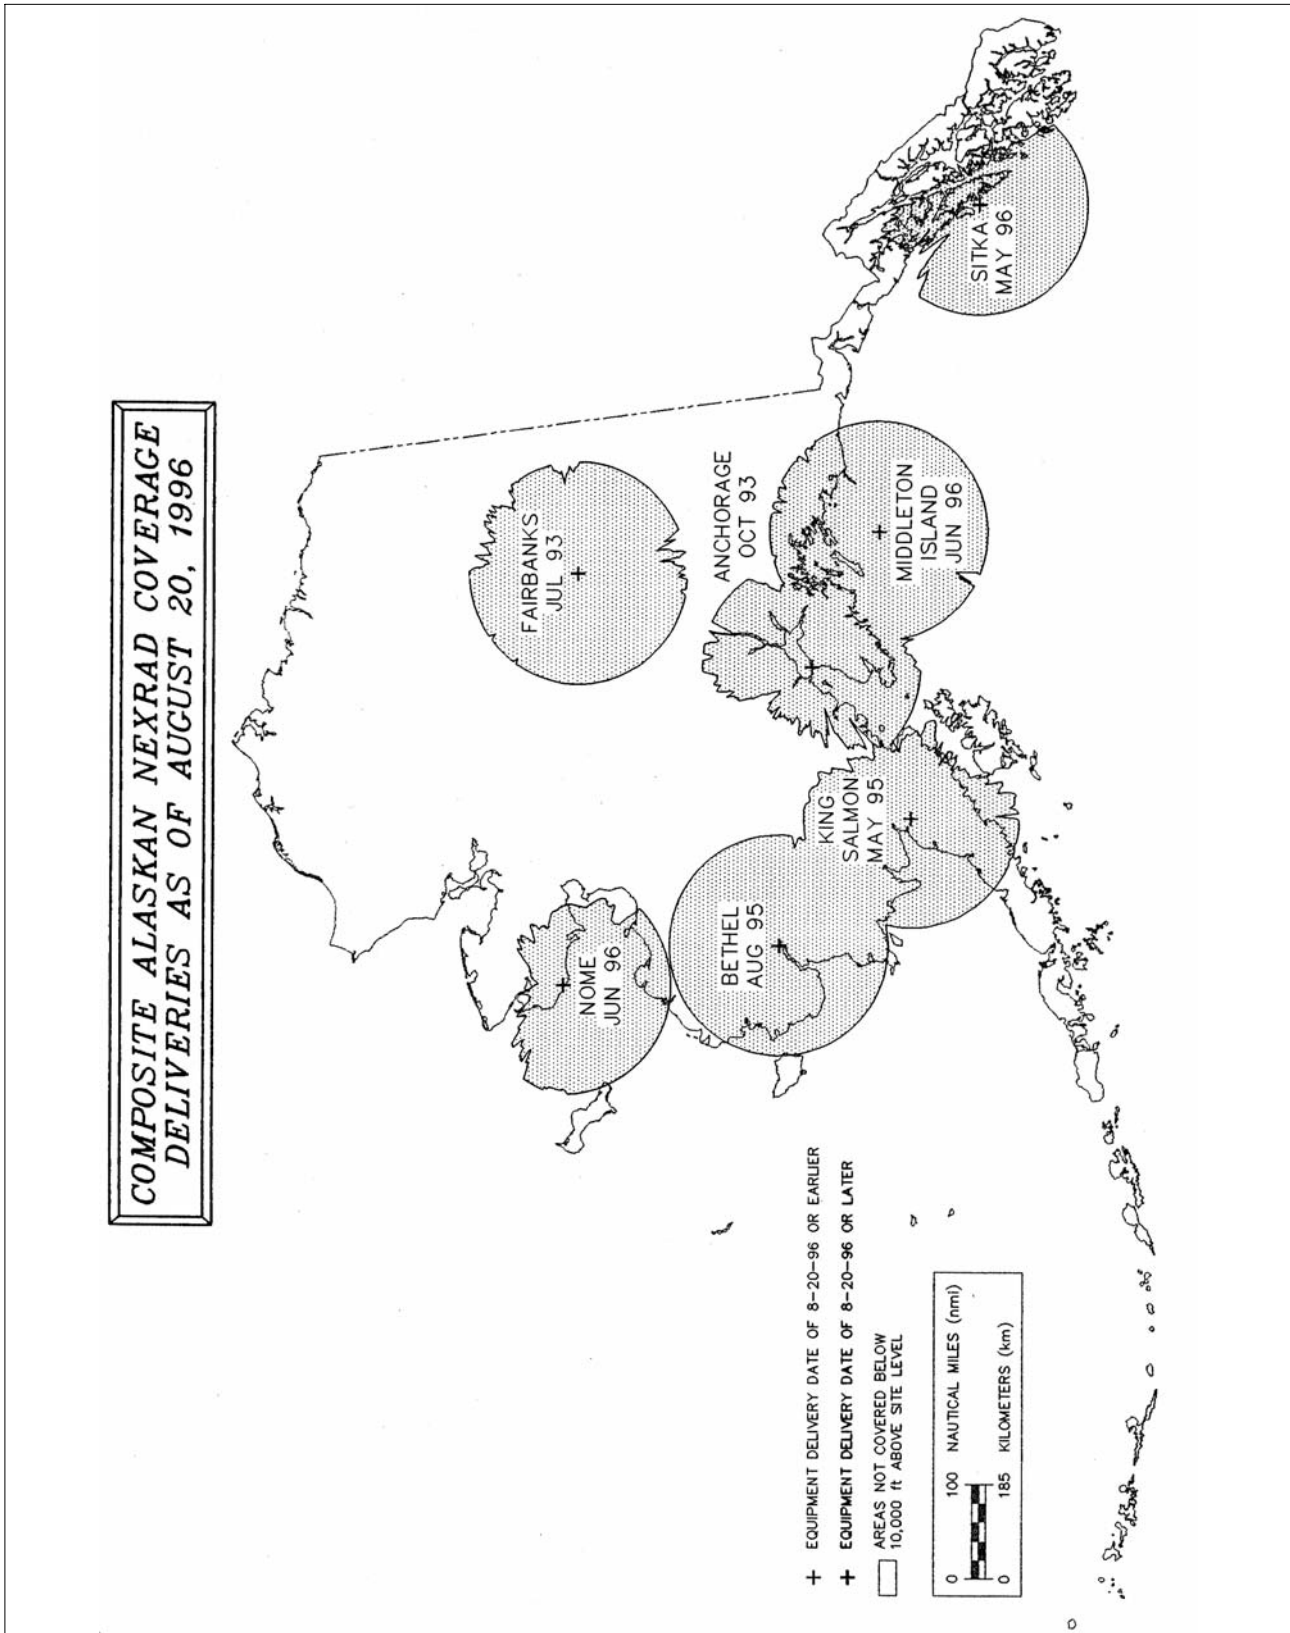 COMPOSITE ALASKAN NEXRAD COVERAGE
DELIVERIES AS OF AUGUST 20, 1996
FAIRBANKS
JUL 93
ANCHORAGE
OCT 93
NOME
JUN 96
BETHEL
AUG 95
KING
SALMON
MAY 95
MIDDLETON
ISLAND
JUN 96
SITKA
MAY 96
+ EQUIPMENT DELIVERY DATE OF 8-20-96 OR EARLIER
+ EQUIPMENT DELIVERY DATE OF 8-20-96 OR LATER
AREAS NOT COVERED BELOW
10,000 ft ABOVE SITE LEVEL
0 100 NAUTICAL MILES (nmi)
0 185 KILOMETERS (km)